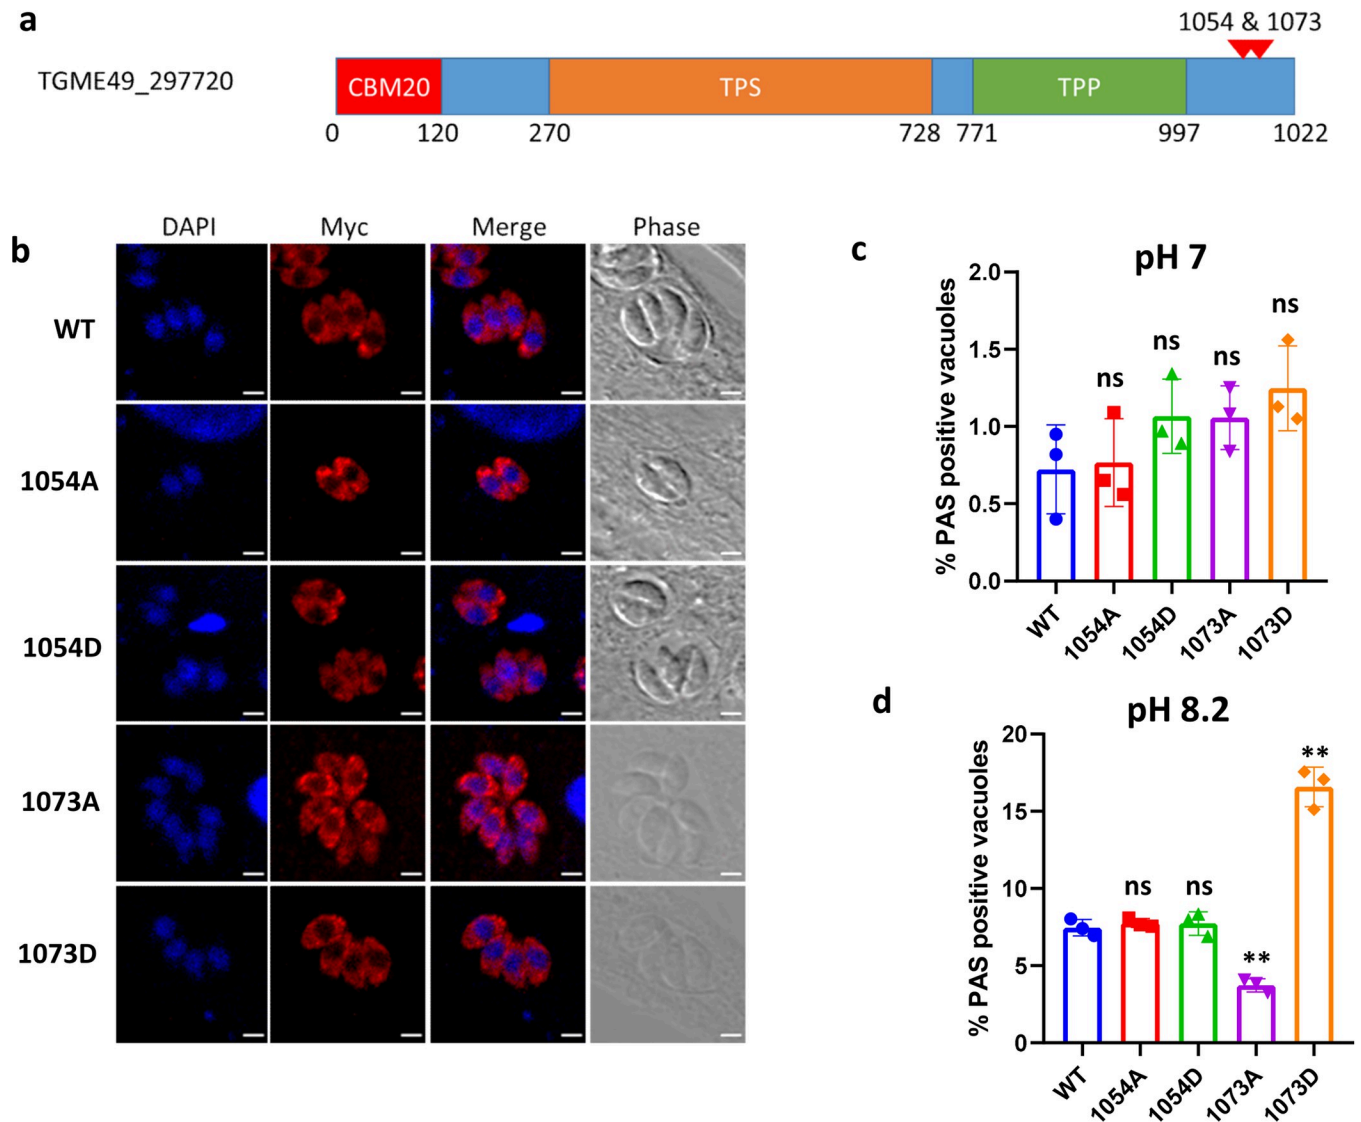 a
1054 & 1073
TGME49_297720
CBM20
TPS
TPP
0 120 270 728 771 997 1022
b
DAPI Myc Merge Phase
WT
1054A
1054D
1073A
1073D
c
pH 7
% PAS positive vacuoles
2.0
1.5
1.0
0.5
0.0
ns ns ns ns
WT 1054A 1054D 1073A 1073D
d
pH 8.2
% PAS positive vacuoles
20
15
10
5
0
ns ns ** **
WT 1054A 1054D 1073A 1073D